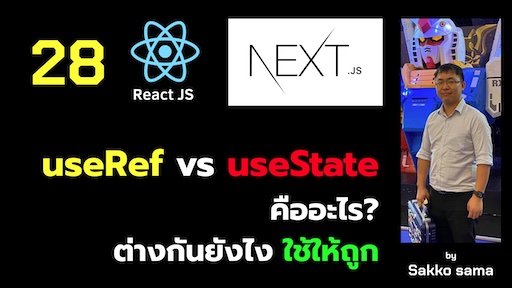 28
React JS
NEXT.JS
useRef vs useState
คืออะไร?
ต่างกันยังไง ใช้ให้ถูก
by
Sakko sama